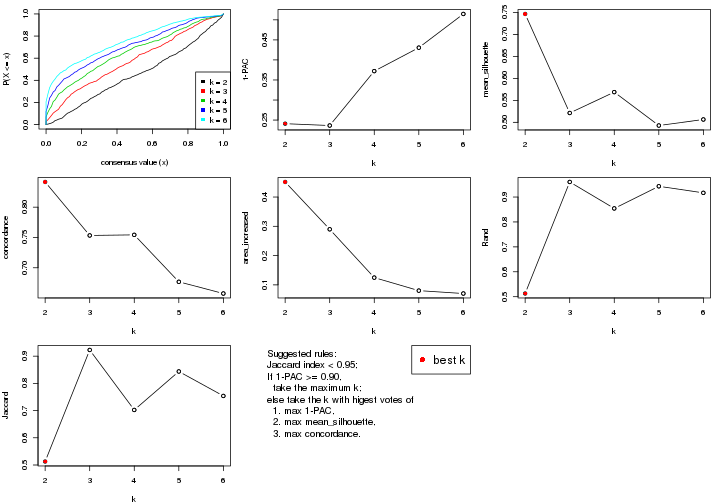 P(X <= x)
0.0 0.2 0.4 0.6 0.8 1.0
k = 2
k = 3
k = 4
k = 5
k = 6
0.0 0.2 0.4 0.6 0.8 1.0
consensus value (x)
1-PAC
0.25 0.35 0.45
2 3 4 5 6
k
mean_silhouette
0.50 0.55 0.60 0.65 0.70 0.75
2 3 4 5 6
k
concordance
0.70 0.75 0.80
2 3 4 5 6
k
area_increased
0.1 0.2 0.3 0.4
2 3 4 5 6
k
Rand
0.5 0.6 0.7 0.8 0.9
2 3 4 5 6
k
Jaccard
0.5 0.6 0.7 0.8 0.9
2 3 4 5 6
k
Suggested rules:
Jaccard index < 0.95;
If 1-PAC >= 0.90,
take the maximum k;
else take the k with higest votes of
1. max 1-PAC,
2. max mean_silhouette,
3. max concordance.
best k